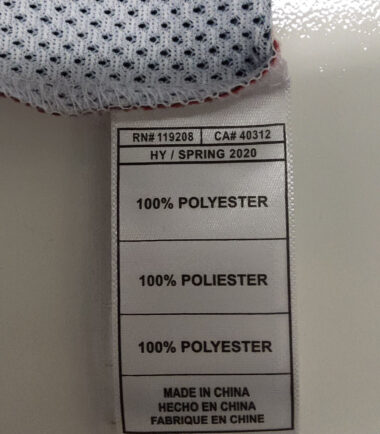 RN# 119208 CA# 40312
HY / SPRING 2020
100% POLYESTER
100% POLIESTER
100% POLYESTER
MADE IN CHINA
HECHO EN CHINA
FABRIQUE EN CHINE